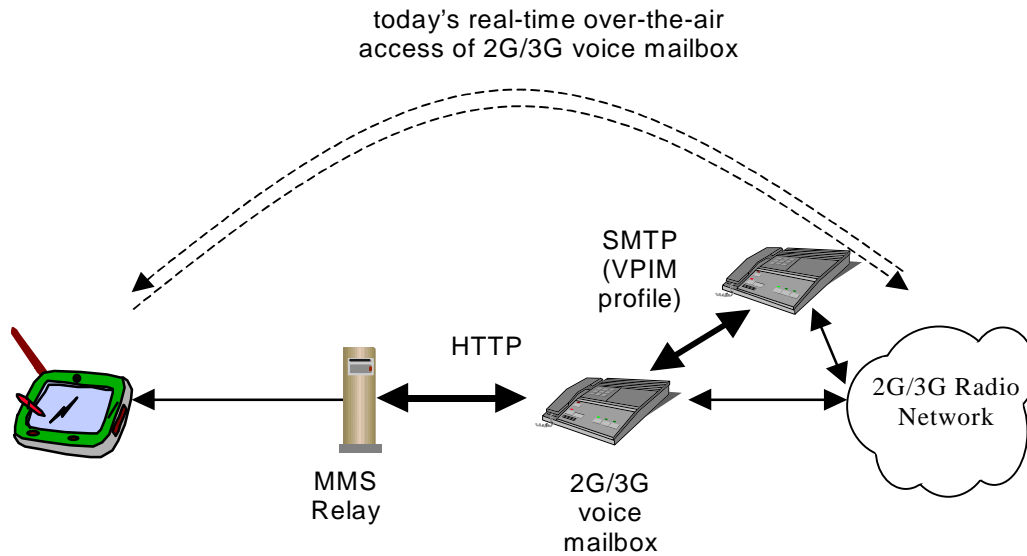 today's real-time over-the-air
access of 2G/3G voice mailbox
SMTP
(VPIM
profile)
HTTP
2G/3G Radio
Network
MMS
Relay
2G/3G
voice
mailbox